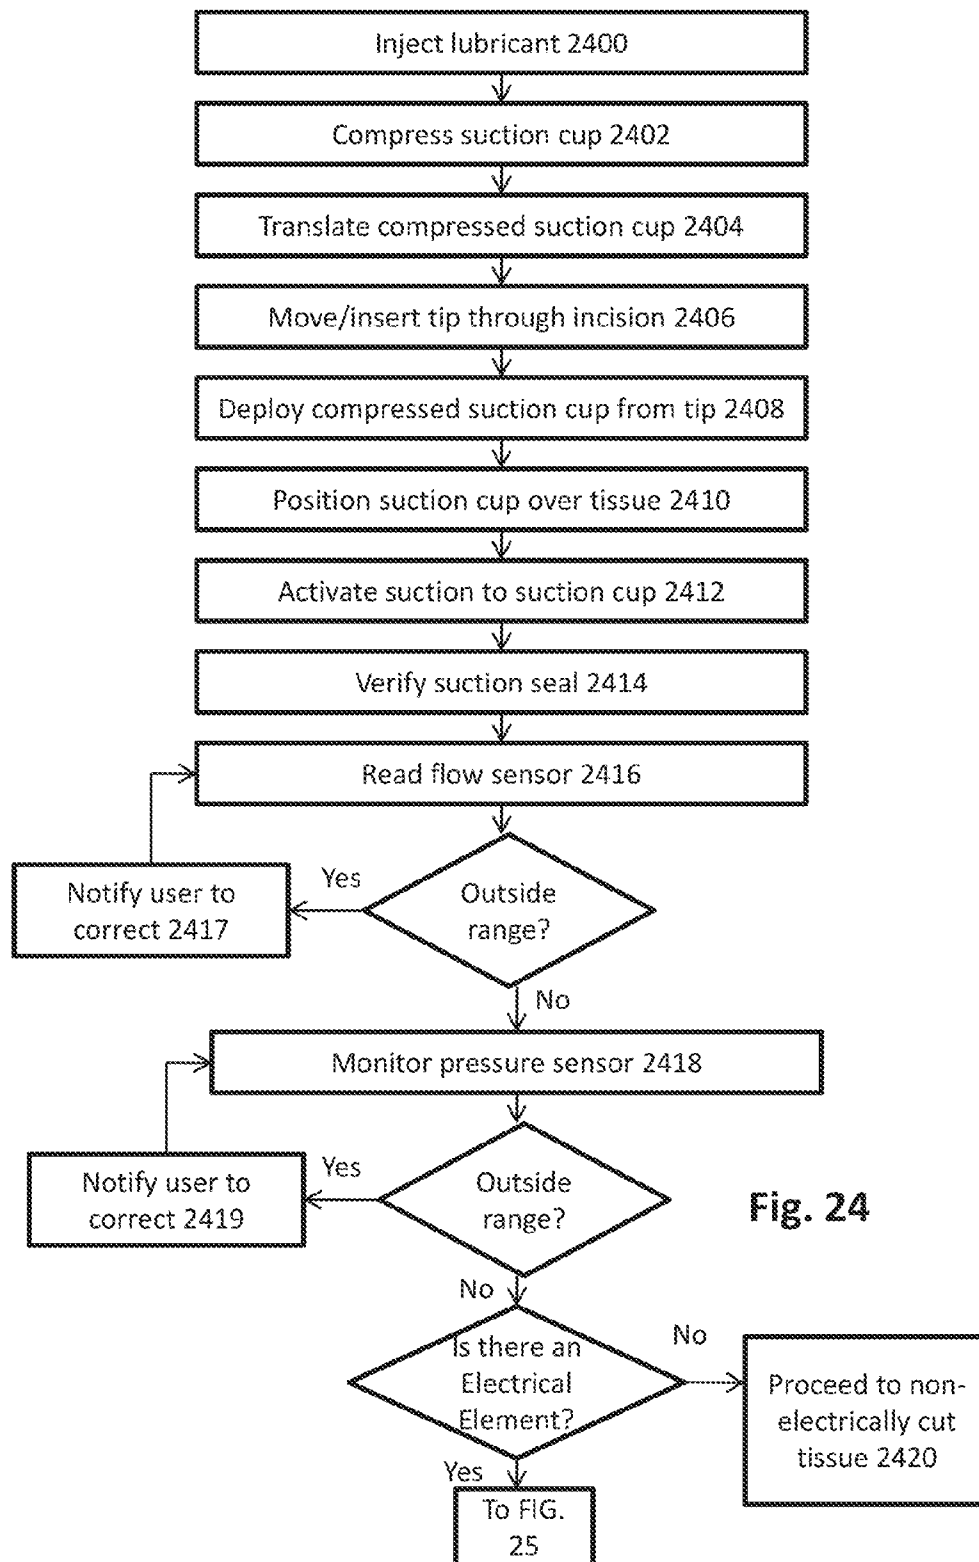 Inject lubricant 2400
Compress suction cup 2402
Translate compressed suction cup 2404
Move/insert tip through incision 2406
Deploy compressed suction cup from tip 2408
Position suction cup over tissue 2410
Activate suction to suction cup 2412
Verify suction seal 2414
Read flow sensor 2416
Notify user to
correct 2417
Yes
Outside
range?
No
Monitor pressure sensor 2418
Notify user to
correct 2419
Yes
Outside
range?
Fig. 24
No
Is there an
Electrical
Element?
No
Proceed to non-
electrically cut
tissue 2420
Yes
To FIG.
25